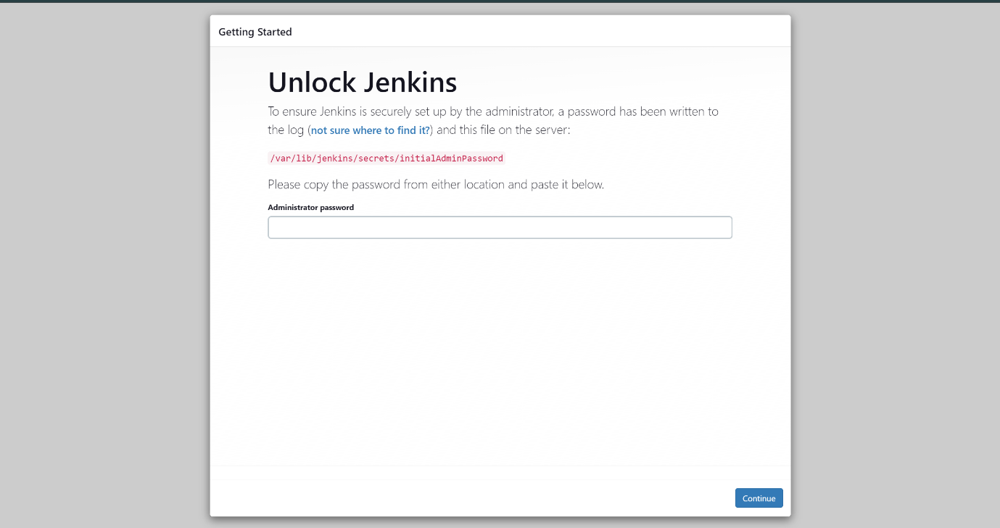 Getting Started
Unlock Jenkins
To ensure Jenkins is securely set up by the administrator, a password has been written to
the log (not sure where to find it?) and this file on the server:
/var/lib/jenkins/secrets/initialAdminPassword
Please copy the password from either location and paste it below.
Administrator password
Continue